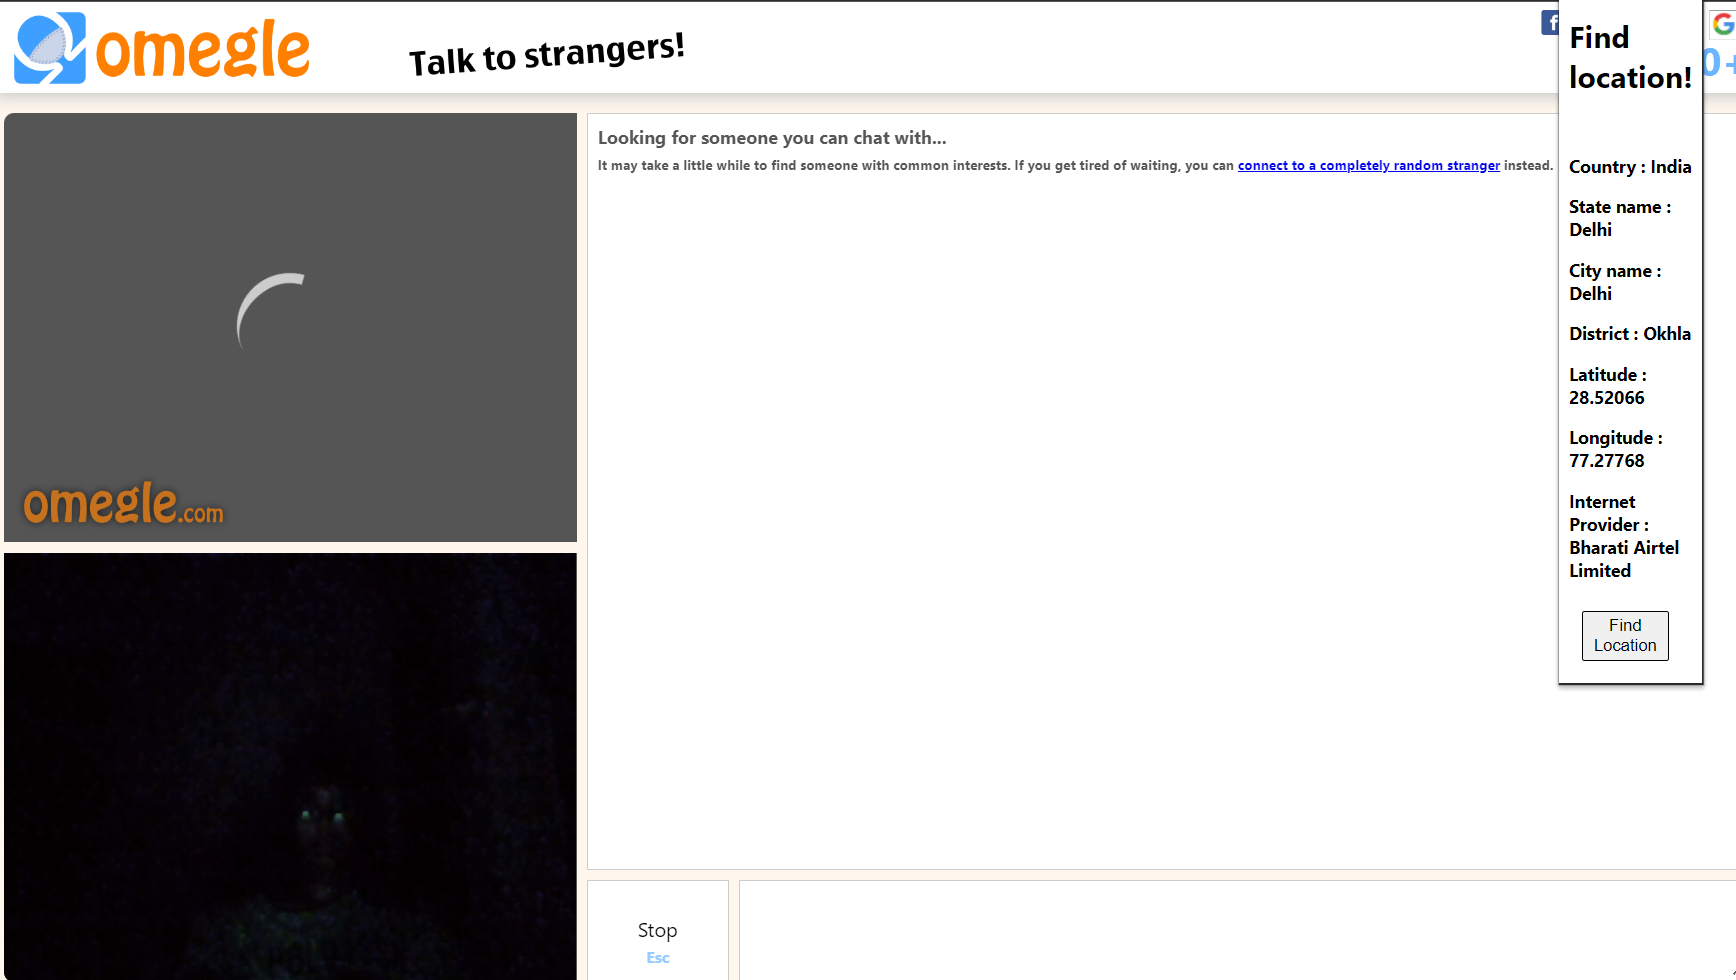 omegle
Talk to strangers!
f
G
0+
Find
location!
Country : India
State name :
Delhi
City name :
Delhi
District : Okhla
Latitude :
28.52066
Longitude :
77.27768
Internet
Provider :
Bharati Airtel
Limited
Find
Location
Looking for someone you can chat with...
It may take a little while to find someone with common interests. If you get tired of waiting, you can connect to a completely random stranger instead.
omegle.com
Stop
Esc